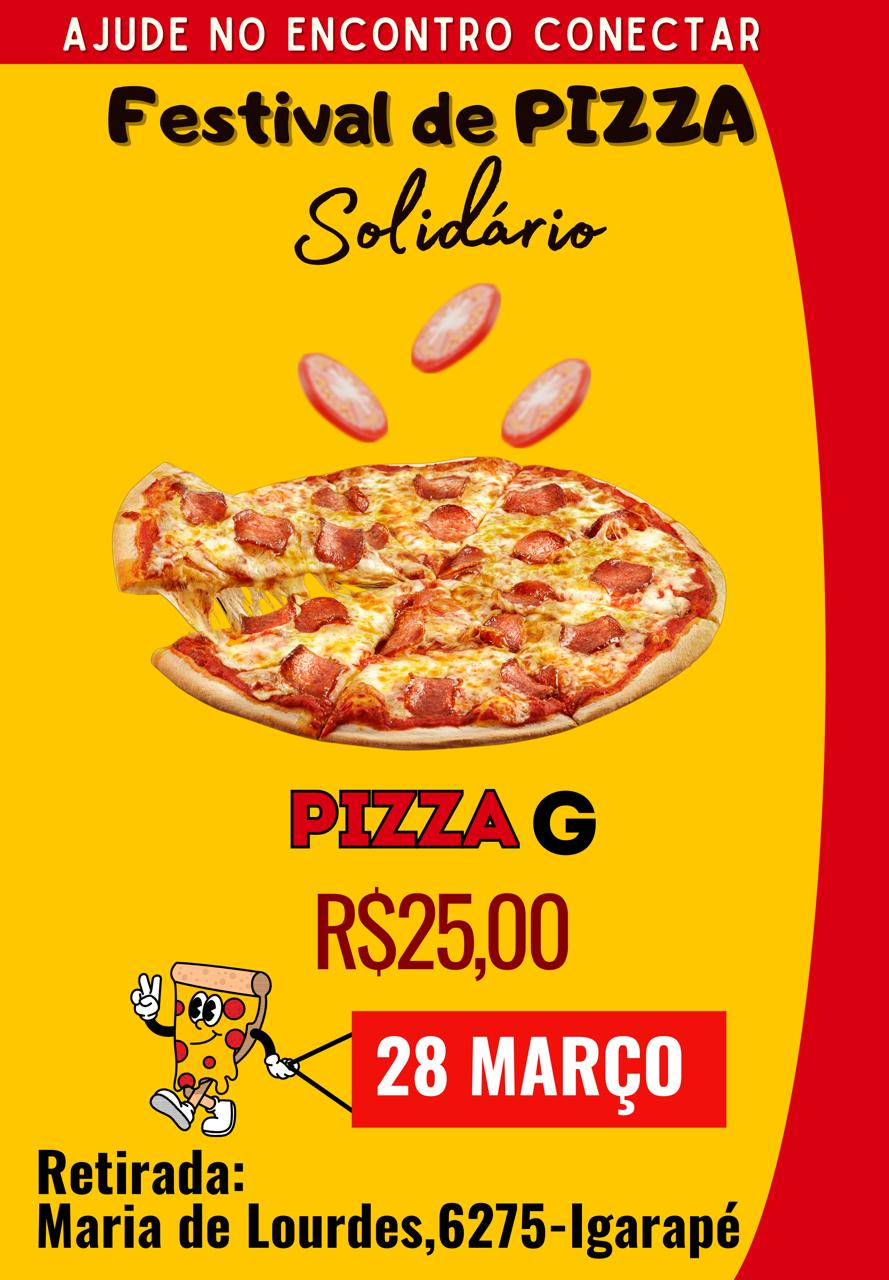 AJUDE NO ENCONTRO CONECTAR
Festival de PIZZA
Solidário
PIZZA G
R$25,00
28 MARÇO
Retirada:
Maria de Lourdes,6275-Igarapé